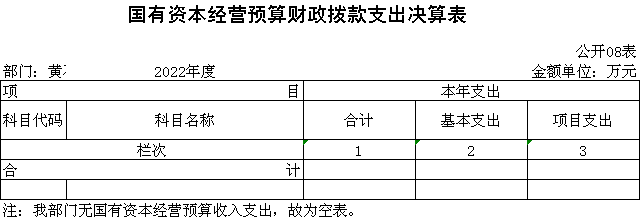 国有资本经营预算财政拨款支出决算表
公开08表
部门：黄 2022年度 金额单位：万元
项 目 本年支出
科目代码 科目名称 合计 基本支出 项目支出
栏次 1 2 3
合 计
注：我部门无国有资本经营预算收入支出，故为空表。